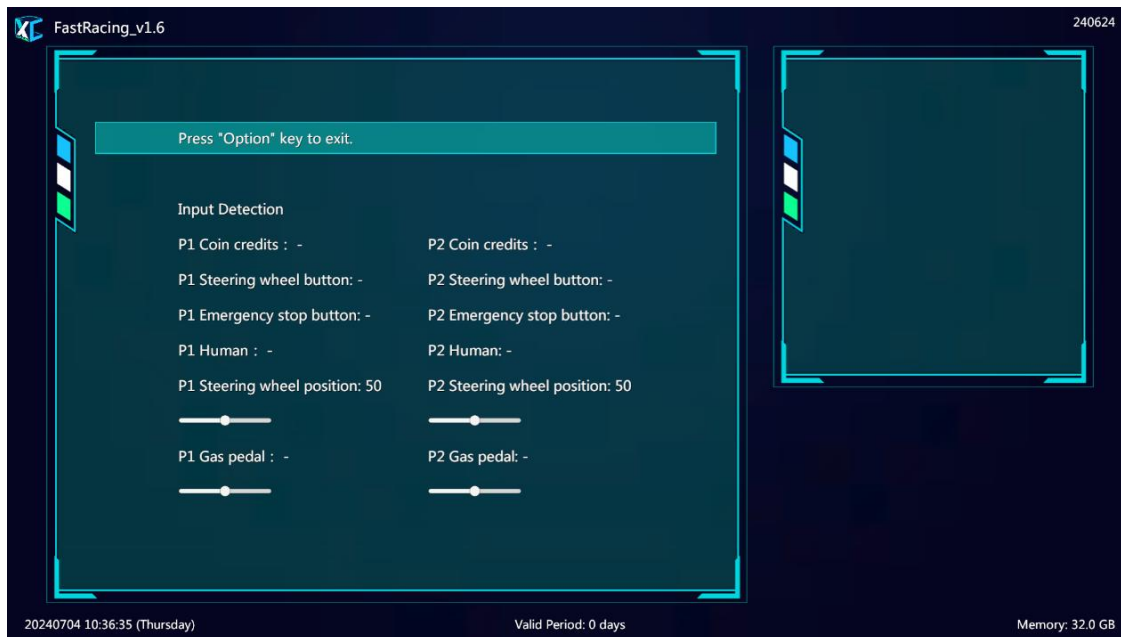 XC FastRacing_v1.6
240624
Press "Option" key to exit.
Input Detection
P1 Coin credits : -
P2 Coin credits : -
P1 Steering wheel button: -
P2 Steering wheel button: -
P1 Emergency stop button: -
P2 Emergency stop button: -
P1 Human : -
P2 Human: -
P1 Steering wheel position: 50
P2 Steering wheel position: 50
P1 Gas pedal : -
P2 Gas pedal: -
20240704 10:36:35 (Thursday)
Valid Period: 0 days
Memory: 32.0 GB